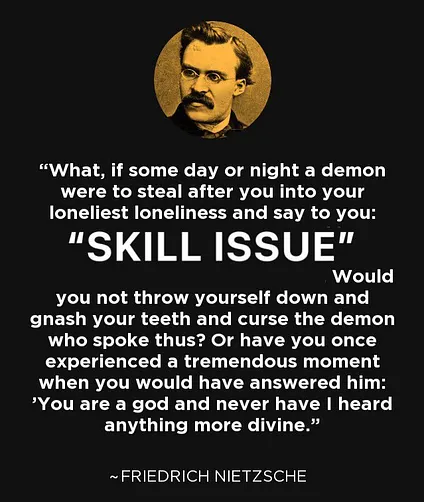 “What, if some day or night a demon
were to steal after you into your
loneliest loneliness and say to you:
“SKILL ISSUE”
Would
you not throw yourself down and
gnash your teeth and curse the demon
who spoke thus? Or have you once
experienced a tremendous moment
when you would have answered him:
’You are a god and never have I heard
anything more divine.”
~FRIEDRICH NIETZSCHE